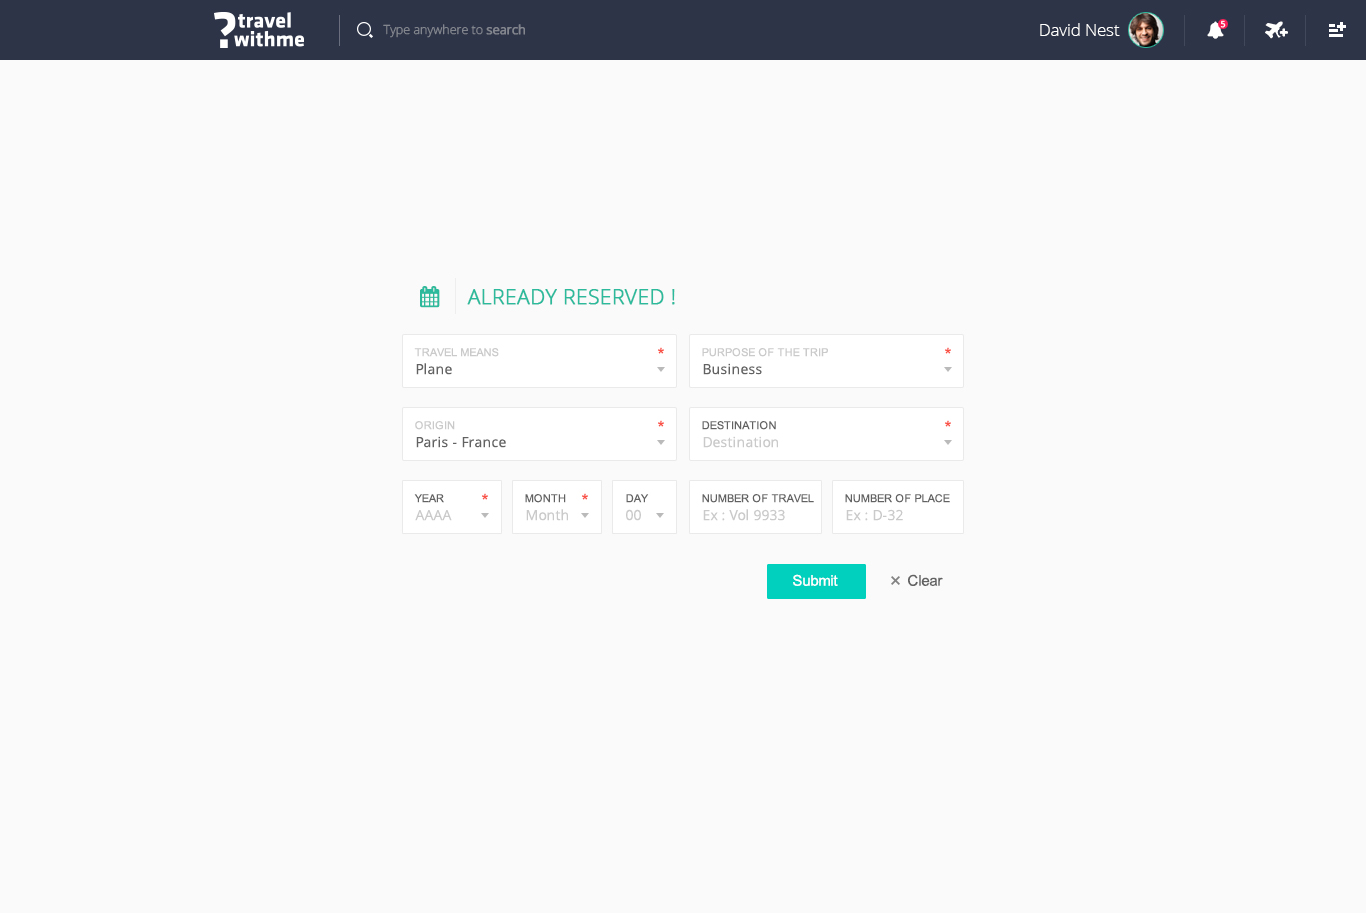 travel
withme
Type anywhere to search
David Nest
5
ALREADY RESERVED !
TRAVEL MEANS *
Plane
PURPOSE OF THE TRIP *
Business
ORIGIN *
Paris - France
DESTINATION *
Destination
YEAR *
AAAA
MONTH *
Month
DAY
00
NUMBER OF TRAVEL
Ex : Vol 9933
NUMBER OF PLACE
Ex : D-32
Submit
× Clear